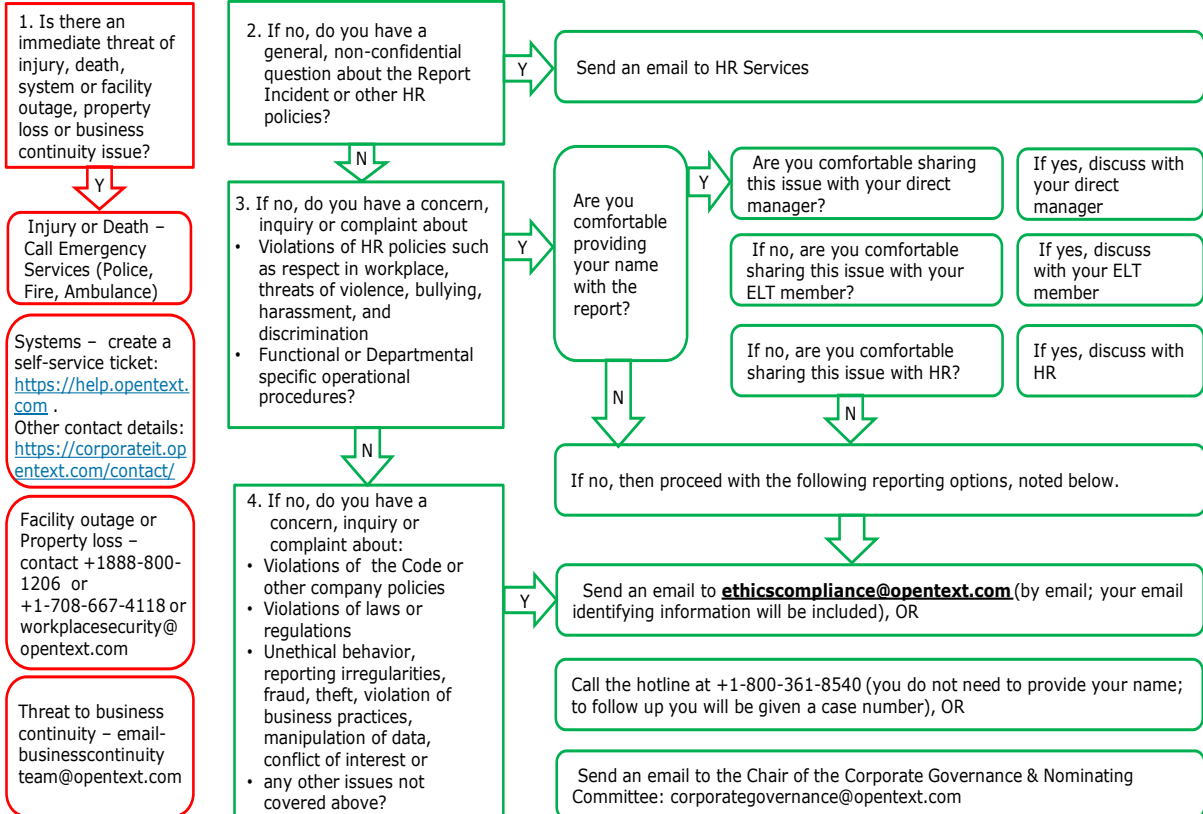 1. Is there an
immediate threat of
injury, death,
system or facility
outage, property
loss or business
continuity issue?
Y
Injury or Death –
Call Emergency
Services (Police,
Fire, Ambulance)
Systems – create a
self-service ticket:
https://help.opentext.
com .
Other contact details:
https://corporateit.op
entext.com/contact/
Facility outage or
Property loss –
contact +1888-800-
1206 or
+1-708-667-4118 or
workplacesecurity@
opentext.com
Threat to business
continuity – email-
businesscontinuity
team@opentext.com
2. If no, do you have a
general, non-confidential
question about the Report
Incident or other HR
policies?
Y
Send an email to HR Services
N
3. If no, do you have a concern,
inquiry or complaint about
• Violations of HR policies such
as respect in workplace,
threats of violence, bullying,
harassment, and
discrimination
• Functional or Departmental
specific operational
procedures?
Y
Are you
comfortable
providing
your name
with the
report?
Y
Are you comfortable sharing
this issue with your direct
manager?
If yes, discuss with
your direct
manager
If no, are you comfortable
sharing this issue with your
ELT member?
If yes, discuss
with your ELT
member
If no, are you comfortable
sharing this issue with HR?
If yes, discuss with
HR
N
N
If no, then proceed with the following reporting options, noted below.
N
4. If no, do you have a
concern, inquiry or
complaint about:
• Violations of the Code or
other company policies
• Violations of laws or
regulations
• Unethical behavior,
reporting irregularities,
fraud, theft, violation of
business practices,
manipulation of data,
conflict of interest or
• any other issues not
covered above?
Y
Send an email to ethicscompliance@opentext.com (by email; your email
identifying information will be included), OR
Call the hotline at +1-800-361-8540 (you do not need to provide your name;
to follow up you will be given a case number), OR
Send an email to the Chair of the Corporate Governance & Nominating
Committee: corporategovernance@opentext.com